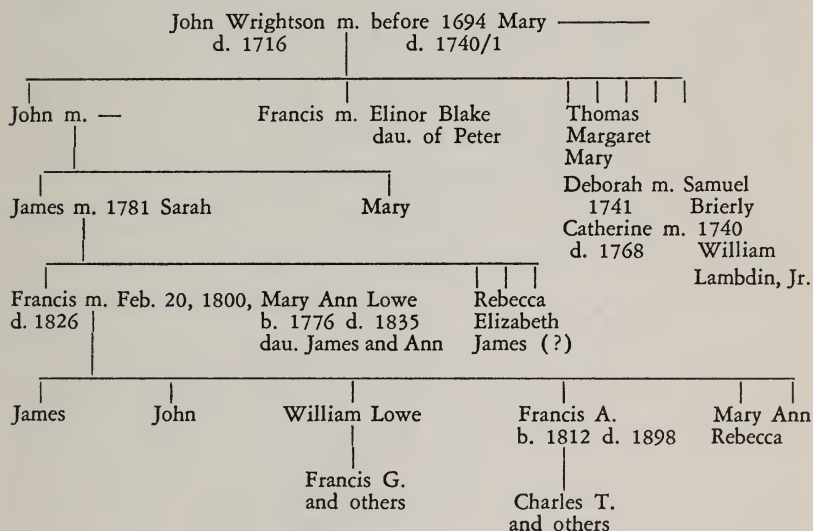 John Wrightson m. before 1694 Mary
d. 1716 d. 1740/1
John m. — Francis m. Elinor Blake Thomas
dau. of Peter Margaret
Mary
Deborah m. Samuel
James m. 1781 Sarah Mary 1741 Brierly
Catherine m. 1740
d. 1768 William
Lambdin, Jr.
Francis m. Feb. 20, 1800, Mary Ann Lowe Rebecca
d. 1826 b. 1776 d. 1835 Elizabeth
dau. James and Ann James (?)
James John William Lowe Francis A. Mary Ann
b. 1812 d. 1898 Rebecca
Francis G.
and others Charles T.
and others